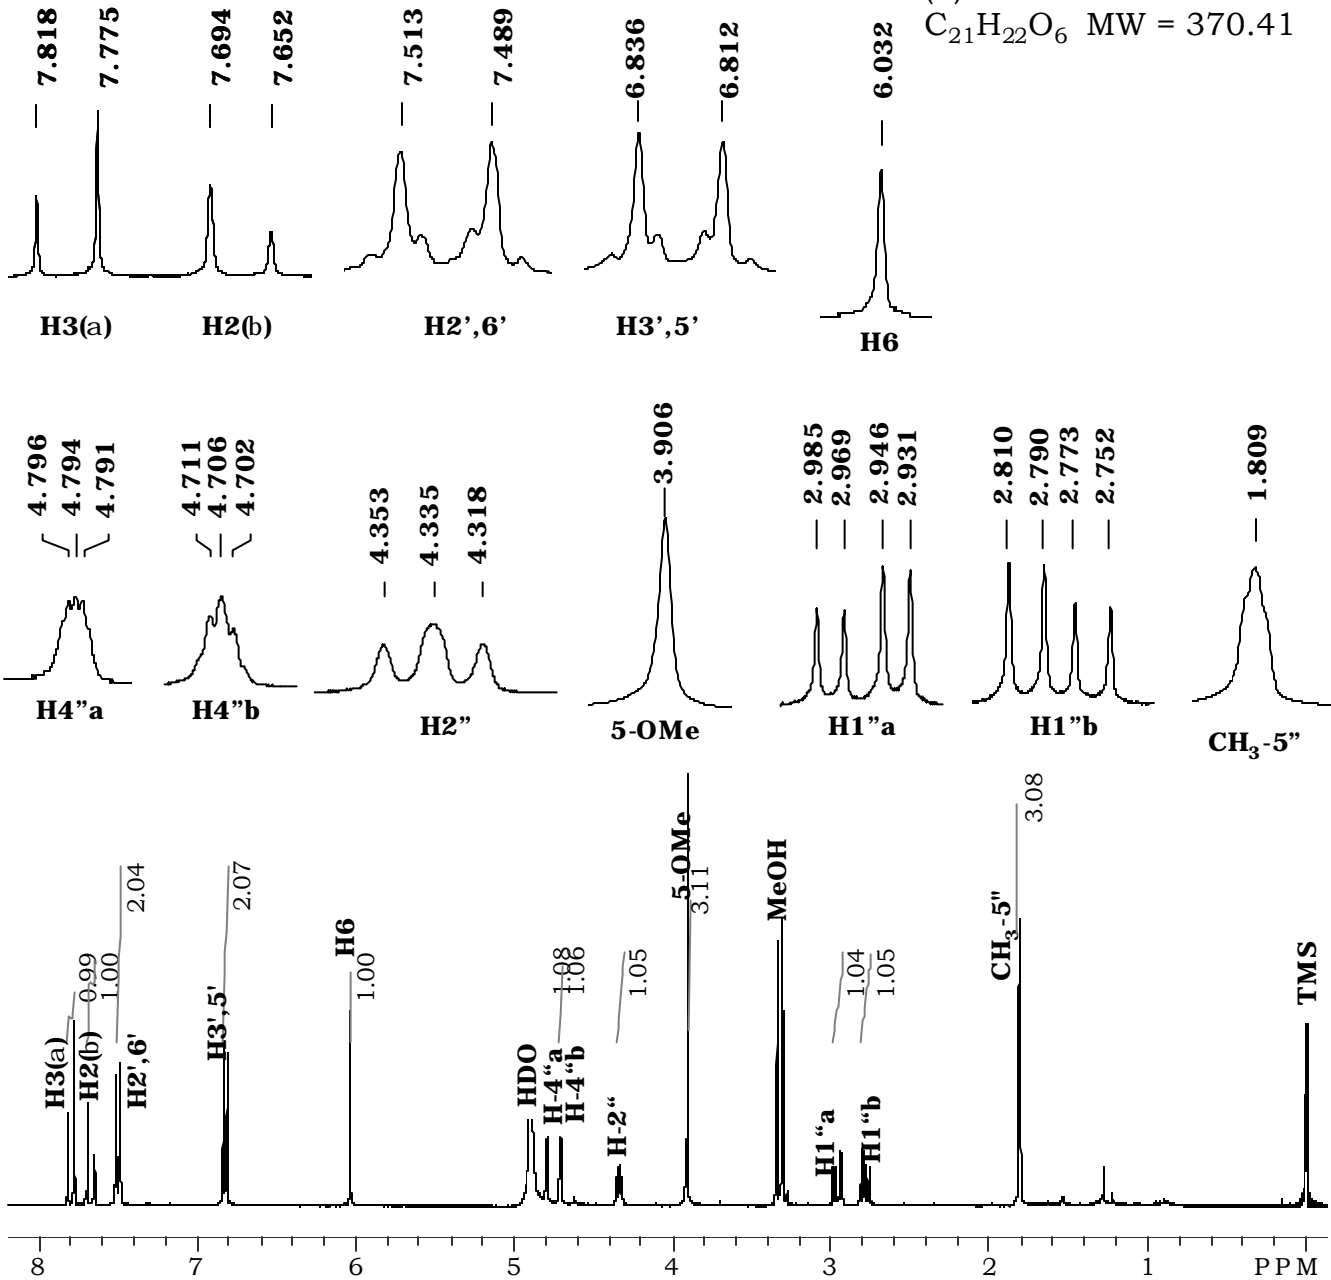 C21H22O6 MW = 370.41
7.818 7.775 7.694 7.652 7.513 7.489 6.836 6.812 6.032
H3(a) H2(b) H2',6' H3',5' H6
4.796 4.794 4.791 4.711 4.706 4.702 4.353 4.335 4.318 3.906 2.985 2.969 2.946 2.931 2.810 2.790 2.773 2.752 1.809
H4”a H4”b H2” 5-OMe H1”a H1”b CH3-5”
0.99 1.00 2.04 2.07 1.00 1.08 1.06 1.05 3.11 1.04 1.05 3.08
H3(a) H2(b) H2',6' H3',5' H6 HDO H-4“a H-4“b H-2“ 5-OMe MeOH H1“a H1“b CH3-5" TMS
8 7 6 5 4 3 2 1 PPM